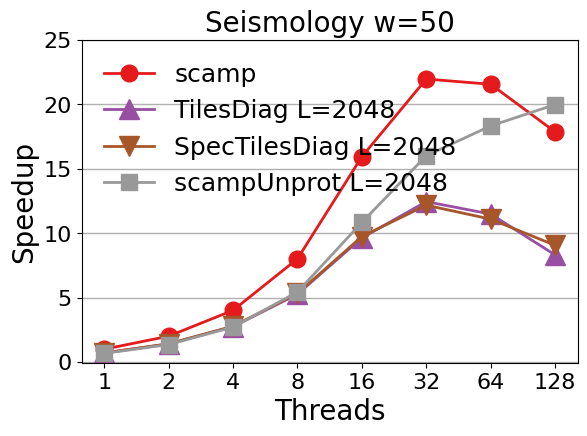 Seismology w=50
25
20
15
10
5
0
Speedup
scamp
TilesDiag L=2048
SpecTilesDiag L=2048
scampUnprot L=2048
1 2 4 8 16 32 64 128
Threads